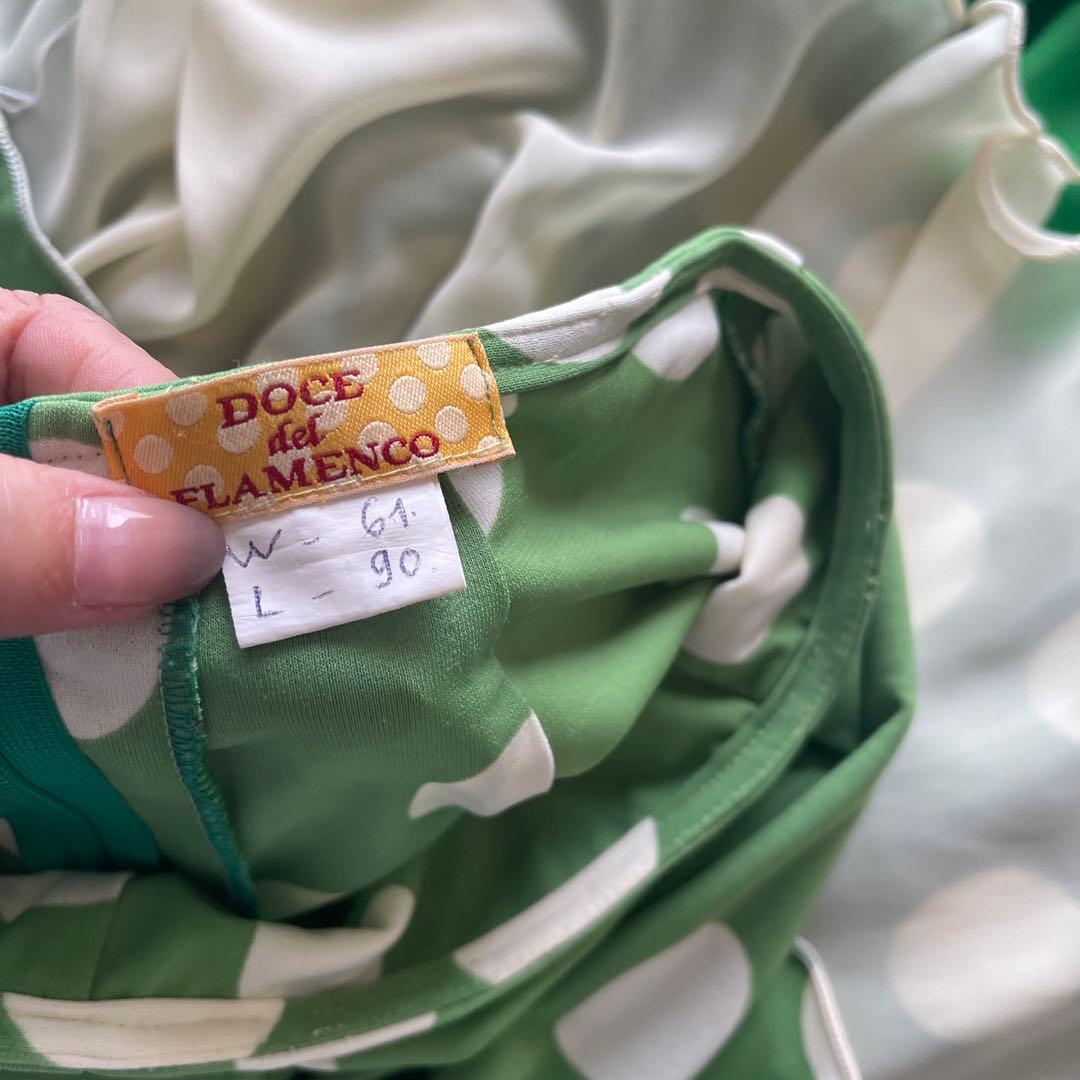 DOCE
del
FLAMENCO
W - 61.
L - 90.